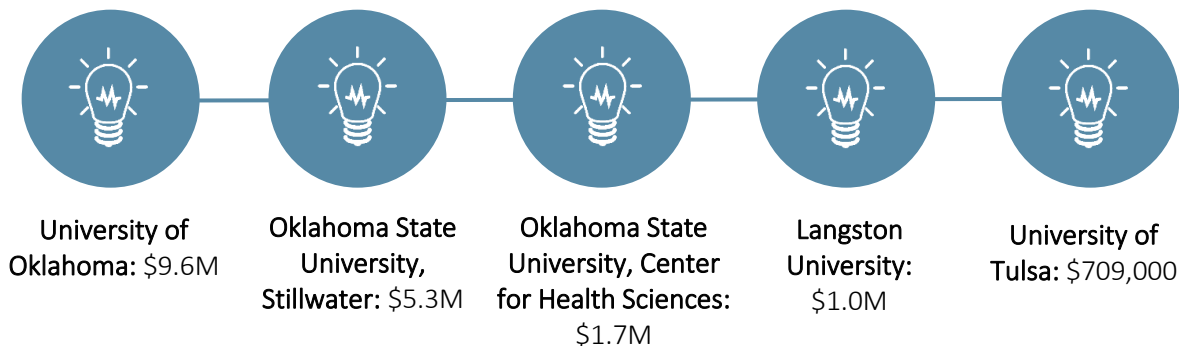 University of
Oklahoma: $9.6M
Oklahoma State
University,
Stillwater: $5.3M
Oklahoma State
University, Center
for Health Sciences:
$1.7M
Langston
University:
$1.0M
University of
Tulsa: $709,000